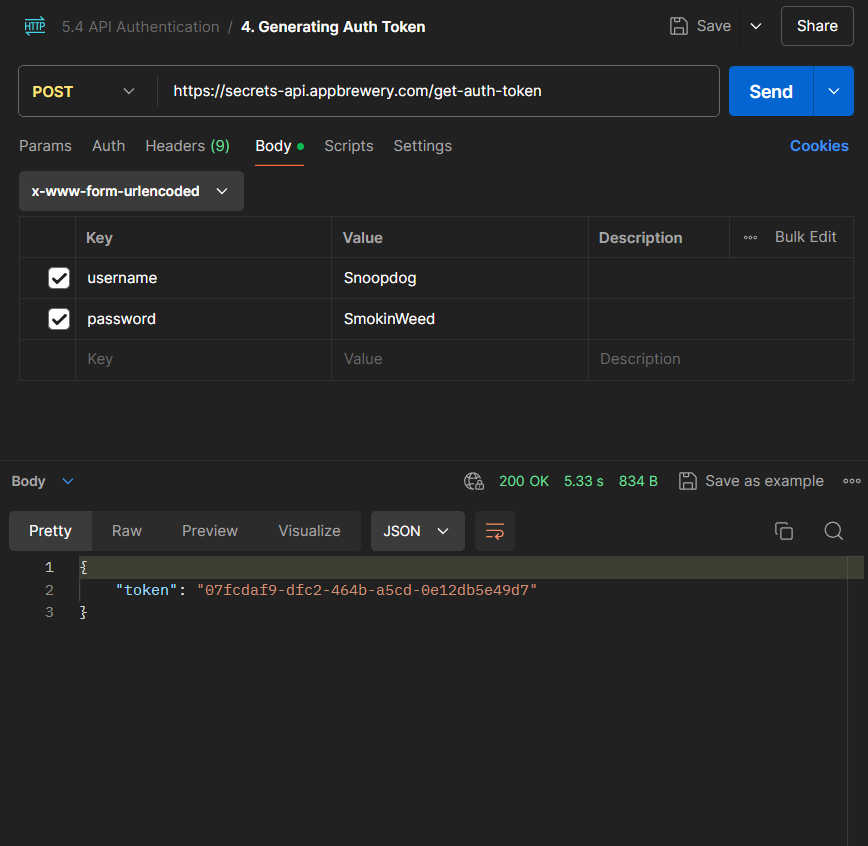 HTTP 5.4 API Authentication / 4. Generating Auth Token Save Share
POST https://secrets-api.appbrewery.com/get-auth-token Send
Params Auth Headers (9) Body Scripts Settings Cookies
x-www-form-urlencoded
Key Value Description Bulk Edit
username Snoopdog
password SmokinWeed
Key Value Description
Body 200 OK 5.33 s 834 B Save as example
Pretty Raw Preview Visualize JSON
1 {
2 "token": "07fcdaf9-dfc2-464b-a5cd-0e12db5e49d7"
3 }